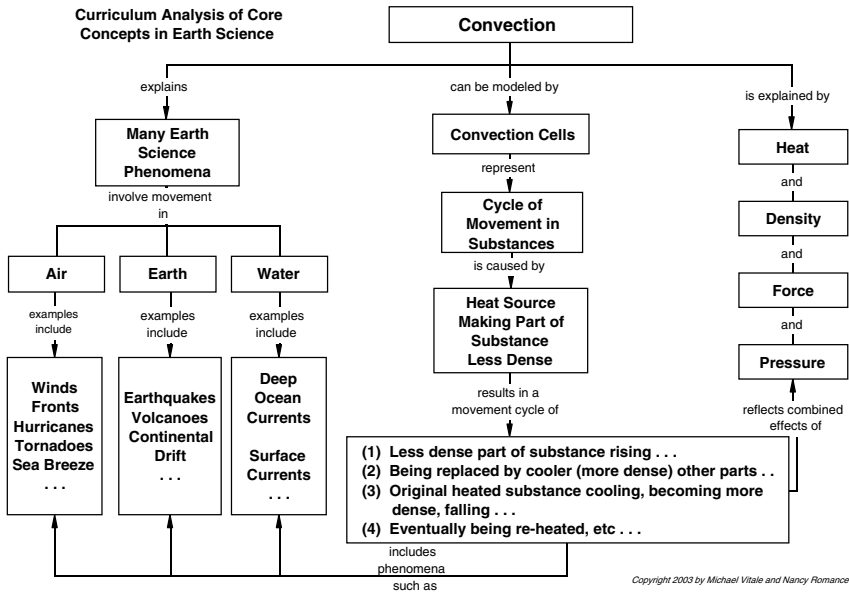 Curriculum Analysis of Core
Concepts in Earth Science
Convection
explains
can be modeled by
is explained by
Many Earth
Science
Phenomena
Convection Cells
Heat
involve movement
in
represent
and
Cycle of
Movement in
Substances
Density
Air
Earth
Water
is caused by
and
examples
include
examples
include
examples
include
Heat Source
Making Part of
Substance
Less Dense
Force
and
Pressure
Winds
Fronts
Hurricanes
Tornadoes
Sea Breeze
. . .
Earthquakes
Volcanoes
Continental
Drift
. . .
Deep
Ocean
Currents
Surface
Currents
. . .
results in a
movement cycle of
reflects combined
effects of
(1) Less dense part of substance rising . . .
(2) Being replaced by cooler (more dense) other parts . .
(3) Original heated substance cooling, becoming more
dense, falling . . .
(4) Eventually being re-heated, etc . . .
includes
phenomena
such as
Copyright 2003 by Michael Vitale and Nancy Romance